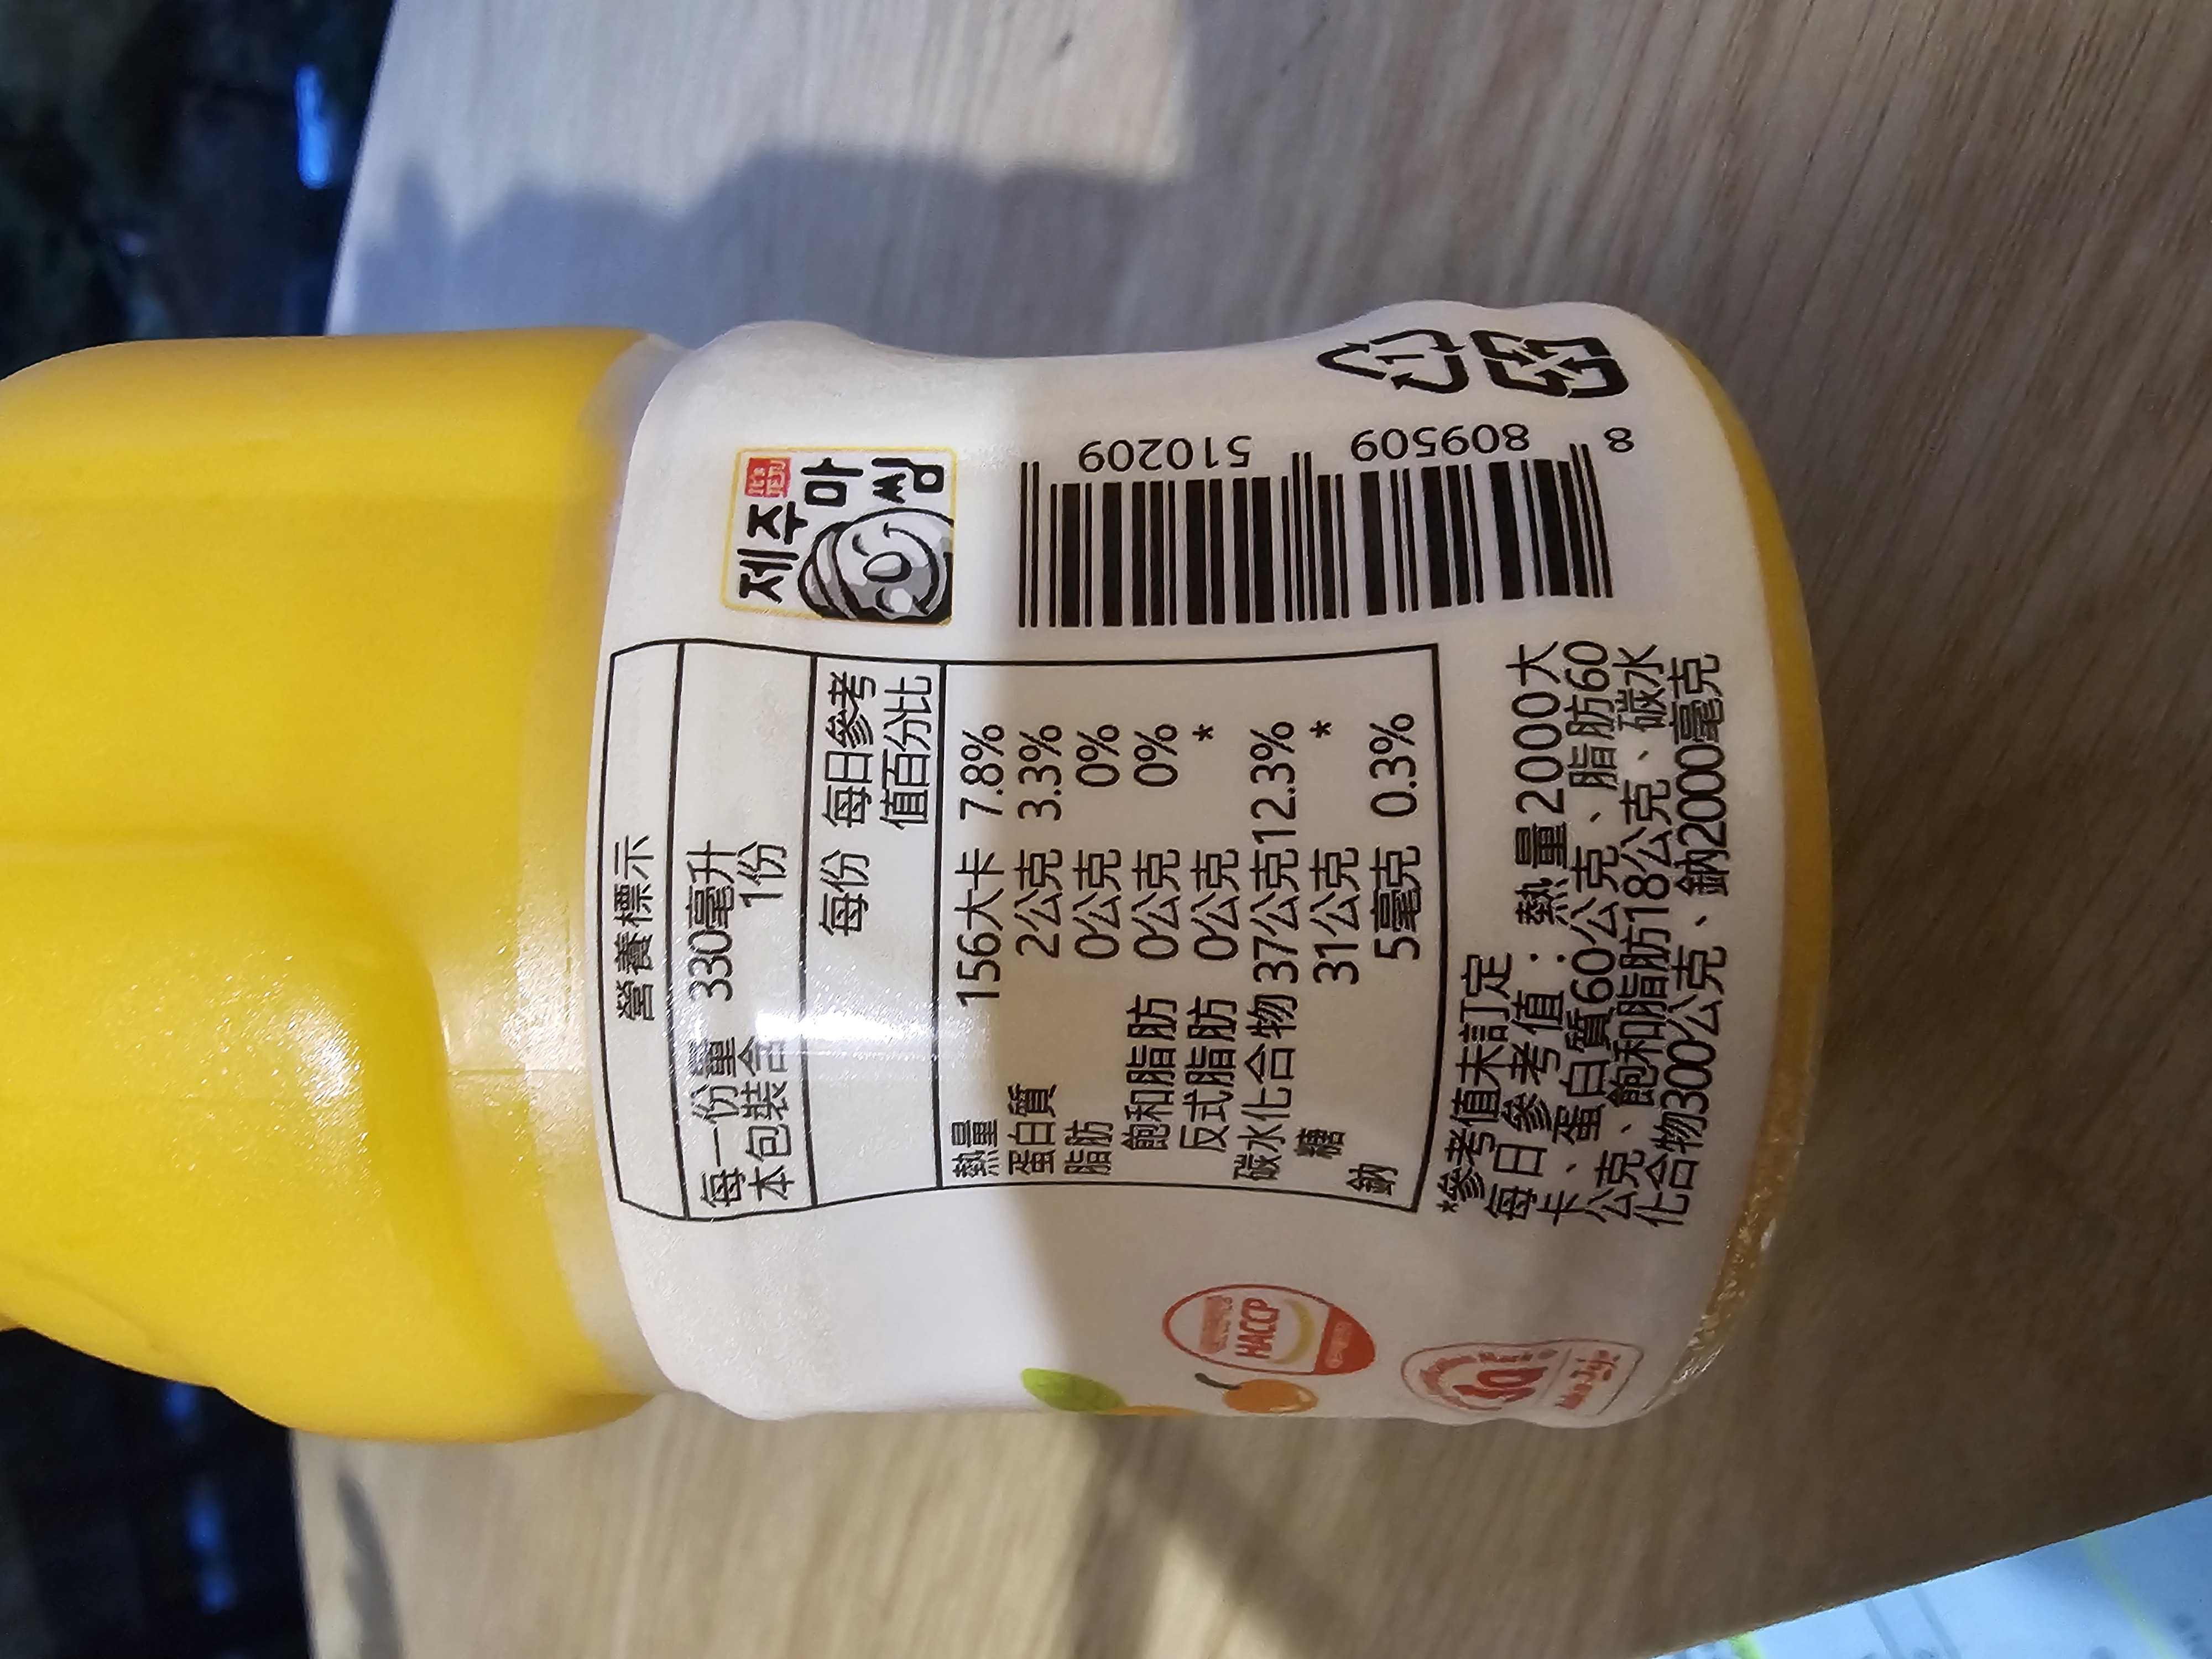 營養標示
每一份量 330毫升
本包裝含 1份
每份 每日參考
值百分比
熱量 156大卡 7.8%
蛋白質 2公克 3.3%
脂肪 0公克 0%
飽和脂肪 0公克 0%
反式脂肪 0公克 *
碳水化合物 37公克 12.3%
糖 31公克 *
鈉 5毫克 0.3%
*參考值未訂定
每日參考值：熱量2000大
卡、蛋白質60公克、脂肪60
公克、飽和脂肪18公克、碳水
化合物300公克、鈉2000毫克
제주
It's
JEJU
마
씸
8 809509 510209
1
HACCP